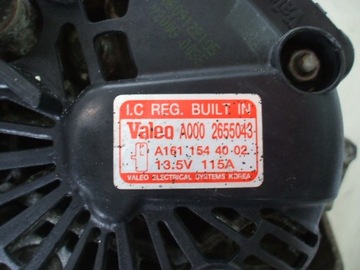 I.C REG. BUILT IN
Valeo A000 2655043
A161 154 40 02
13.5V 115A
VALEO ELECTRICAL SYSTEMS KOREA